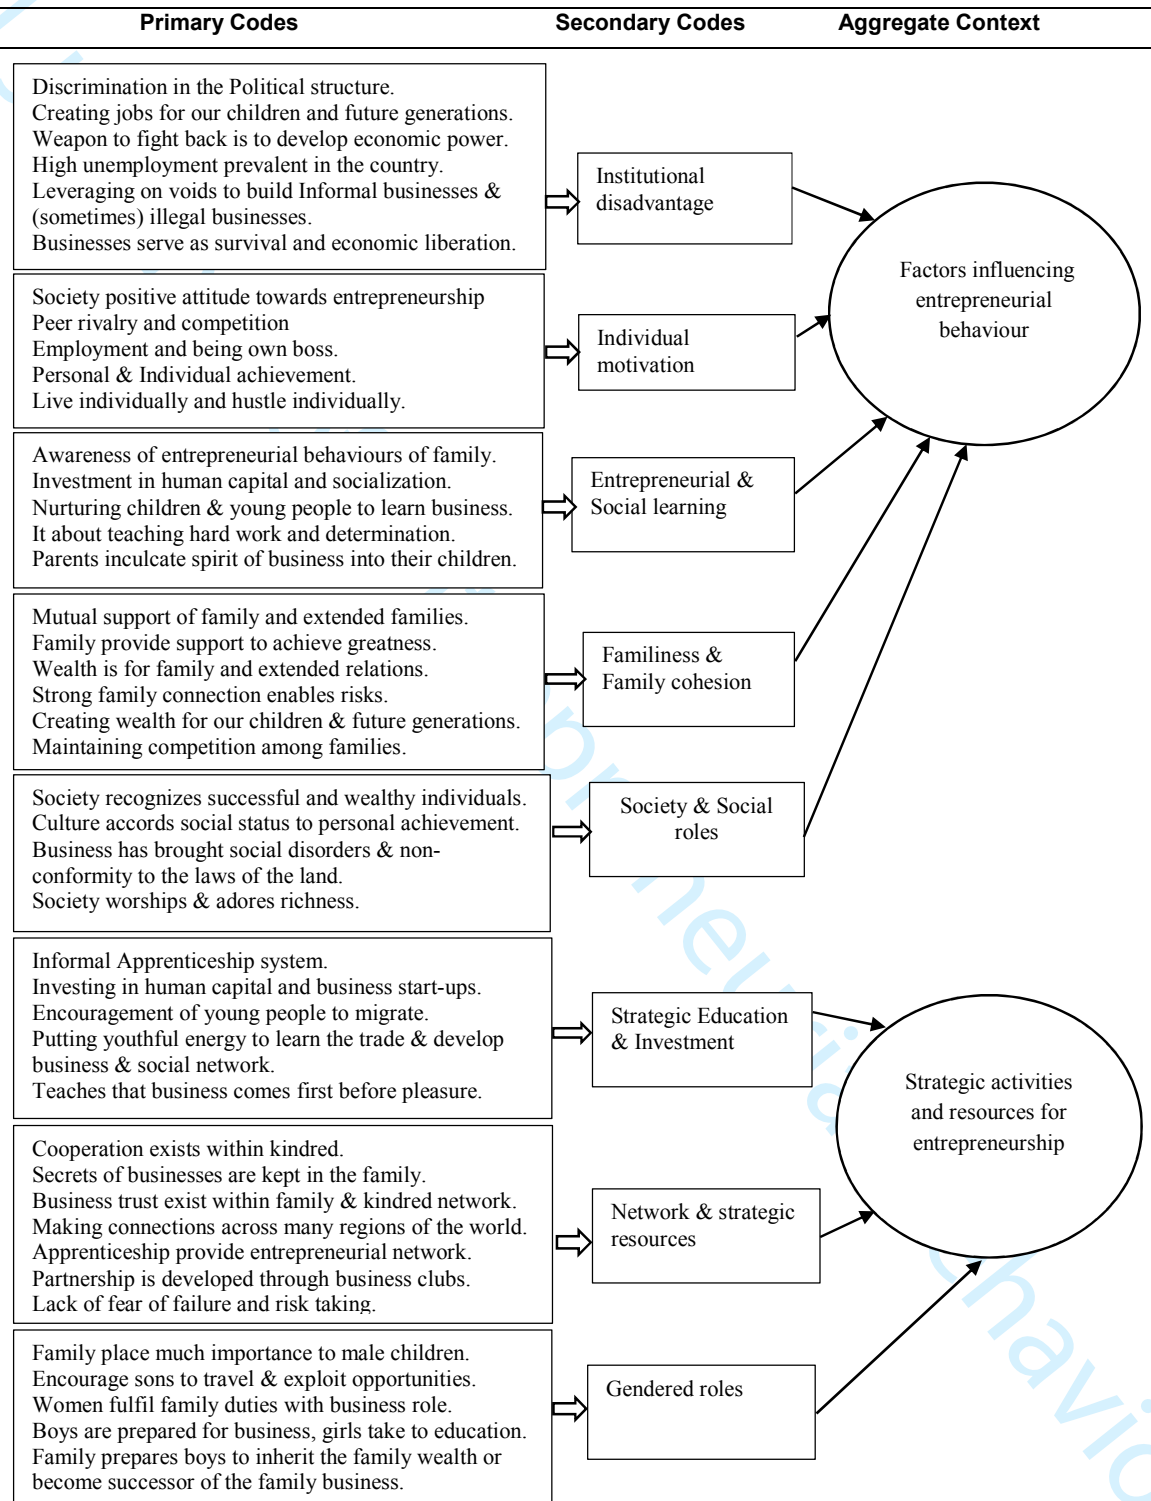 Primary Codes Secondary Codes Aggregate Context
Discrimination in the Political structure.
Creating jobs for our children and future generations.
Weapon to fight back is to develop economic power.
High unemployment prevalent in the country.
Leveraging on voids to build Informal businesses &
(sometimes) illegal businesses.
Businesses serve as survival and economic liberation.
Institutional
disadvantage
Society positive attitude towards entrepreneurship
Peer rivalry and competition
Employment and being own boss.
Personal & Individual achievement.
Live individually and hustle individually.
Individual
motivation
Awareness of entrepreneurial behaviours of family.
Investment in human capital and socialization.
Nurturing children & young people to learn business.
It about teaching hard work and determination.
Parents inculcate spirit of business into their children.
Entrepreneurial &
Social learning
Mutual support of family and extended families.
Family provide support to achieve greatness.
Wealth is for family and extended relations.
Strong family connection enables risks.
Creating wealth for our children & future generations.
Maintaining competition among families.
Familiness &
Family cohesion
Society recognizes successful and wealthy individuals.
Culture accords social status to personal achievement.
Business has brought social disorders & non-
conformity to the laws of the land.
Society worships & adores richness.
Society & Social
roles
Factors influencing
entrepreneurial
behaviour
Informal Apprenticeship system.
Investing in human capital and business start-ups.
Encouragement of young people to migrate.
Putting youthful energy to learn the trade & develop
business & social network.
Teaches that business comes first before pleasure.
Strategic Education
& Investment
Cooperation exists within kindred.
Secrets of businesses are kept in the family.
Business trust exist within family & kindred network.
Making connections across many regions of the world.
Apprenticeship provide entrepreneurial network.
Partnership is developed through business clubs.
Lack of fear of failure and risk taking.
Network & strategic
resources
Family place much importance to male children.
Encourage sons to travel & exploit opportunities.
Women fulfil family duties with business role.
Boys are prepared for business, girls take to education.
Family prepares boys to inherit the family wealth or
become successor of the family business.
Gendered roles
Strategic activities
and resources for
entrepreneurship